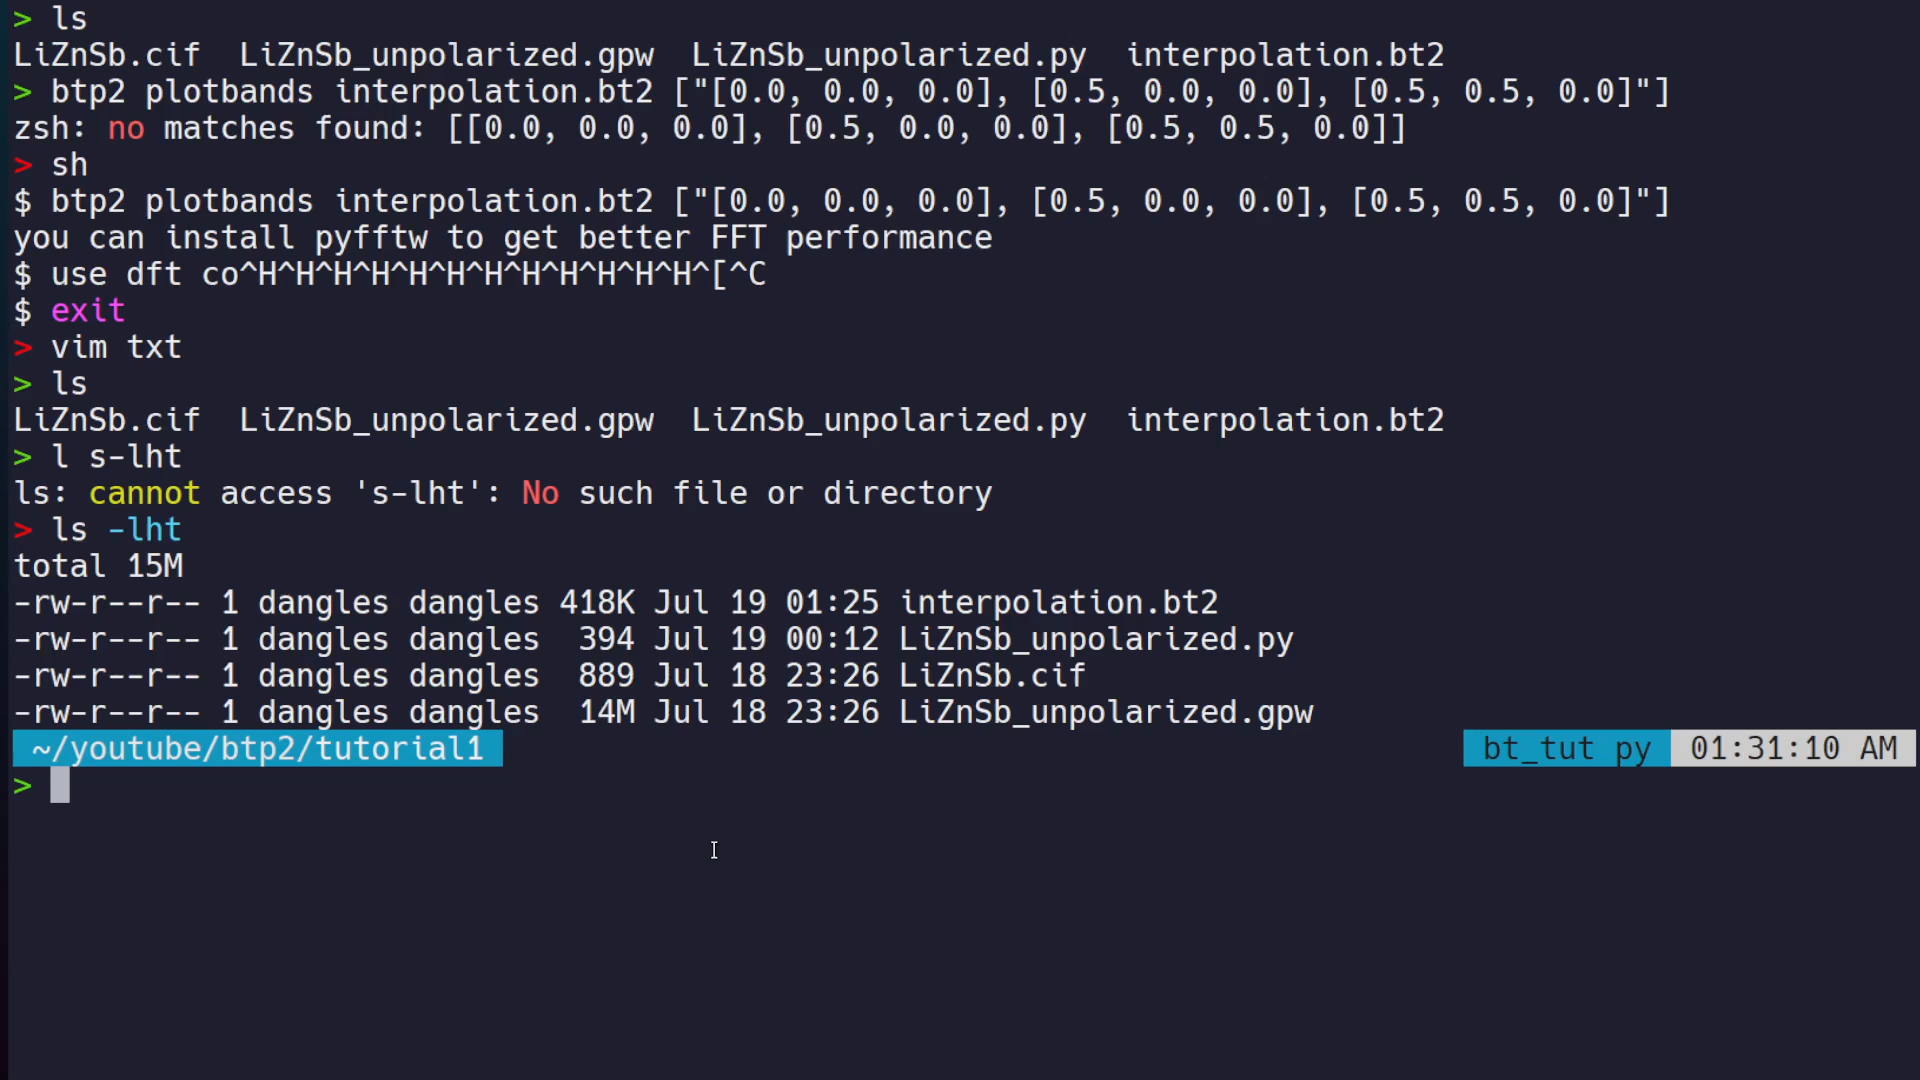 > ls
LiZnSb.cif  LiZnSb_unpolarized.gpw  LiZnSb_unpolarized.py  interpolation.bt2
> btp2 plotbands interpolation.bt2 ["[0.0, 0.0, 0.0], [0.5, 0.0, 0.0], [0.5, 0.5, 0.0]"]
zsh: no matches found: [[0.0, 0.0, 0.0], [0.5, 0.0, 0.0], [0.5, 0.5, 0.0]]
> sh
$ btp2 plotbands interpolation.bt2 ["[0.0, 0.0, 0.0], [0.5, 0.0, 0.0], [0.5, 0.5, 0.0]"]
you can install pyfftw to get better FFT performance
$ use dft co^H^H^H^H^H^H^H^H^H^H^H^H^[^C
$ exit
> vim txt
> ls
LiZnSb.cif  LiZnSb_unpolarized.gpw  LiZnSb_unpolarized.py  interpolation.bt2
> l s-lht
ls: cannot access 's-lht': No such file or directory
> ls -lht
total 15M
-rw-r--r-- 1 dangles dangles 418K Jul 19 01:25 interpolation.bt2
-rw-r--r-- 1 dangles dangles  394 Jul 19 00:12 LiZnSb_unpolarized.py
-rw-r--r-- 1 dangles dangles  889 Jul 18 23:26 LiZnSb.cif
-rw-r--r-- 1 dangles dangles  14M Jul 18 23:26 LiZnSb_unpolarized.gpw
~/youtube/btp2/tutorial1 bt_tut py 01:31:10 AM
>